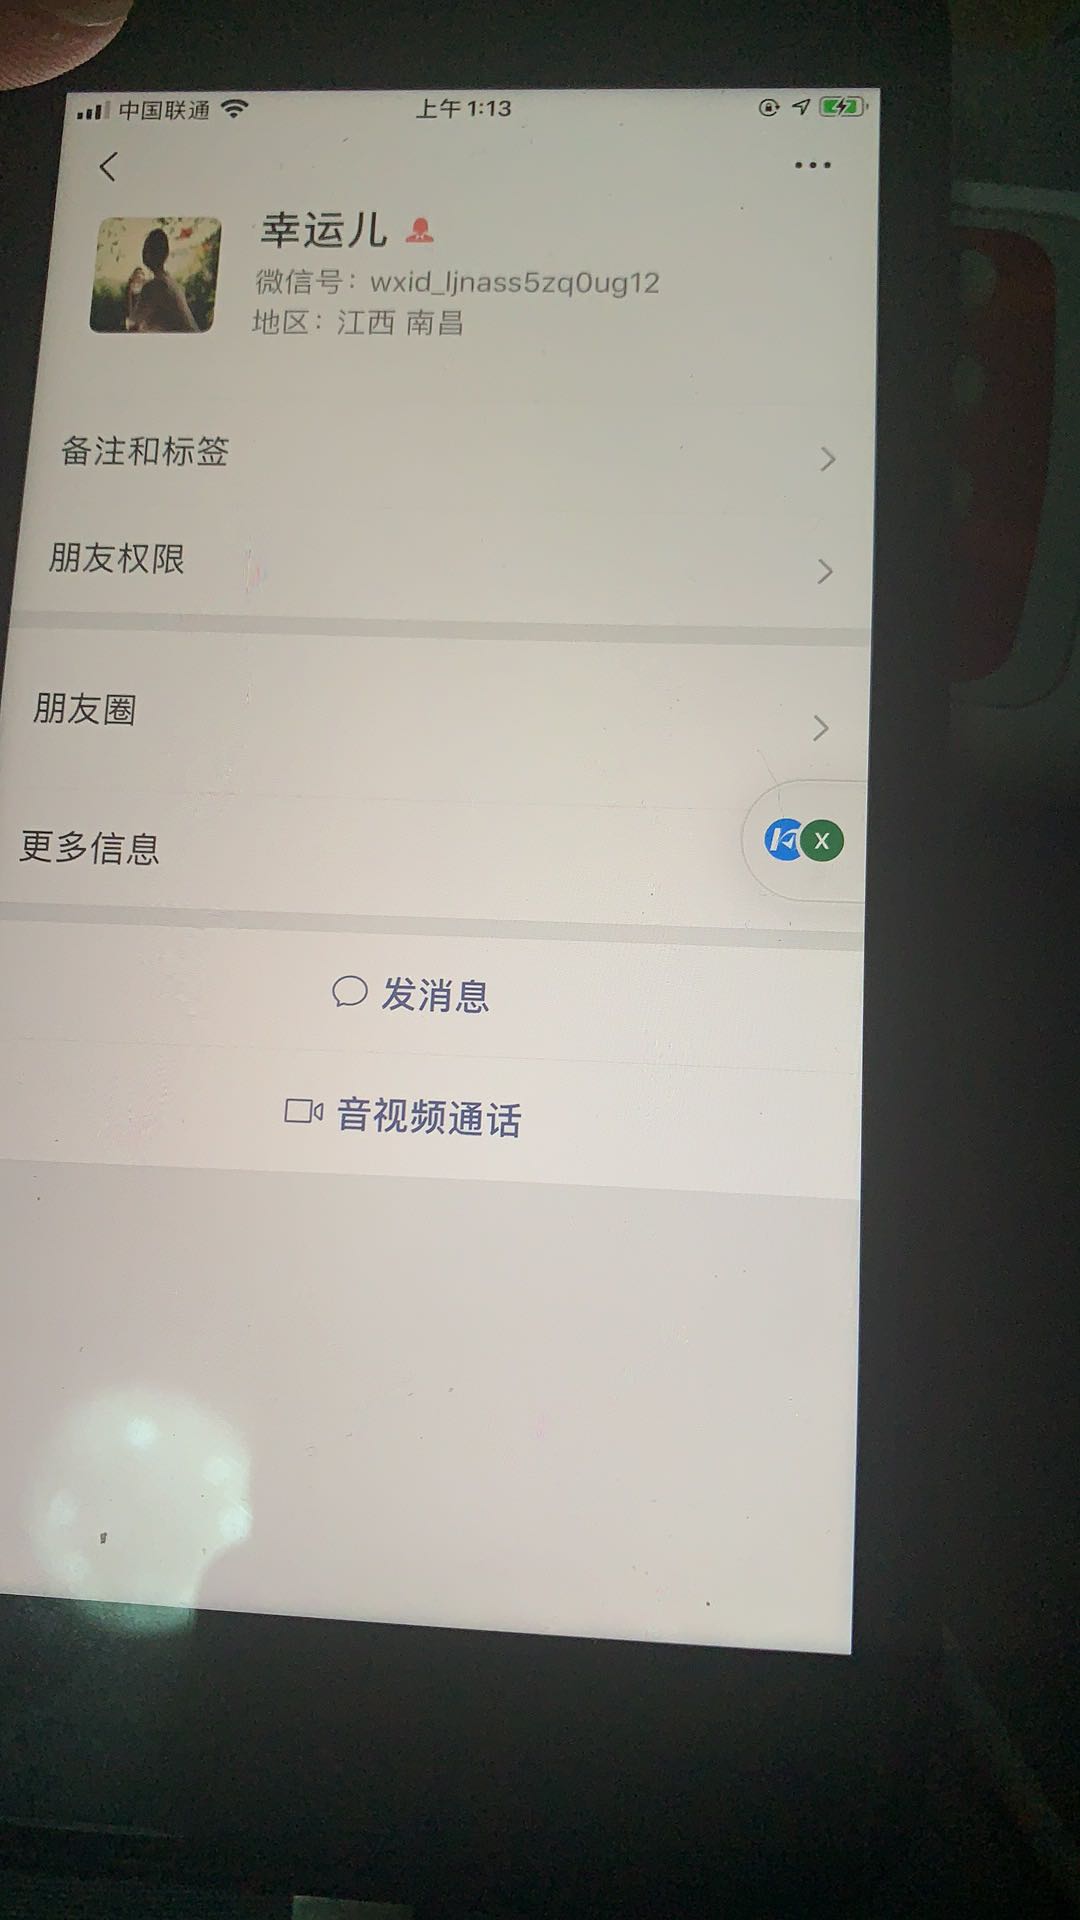 中国联通
上午1:13
幸运儿
微信号：wxid_ljnass5zq0ug12
地区：江西 南昌
备注和标签
朋友权限
朋友圈
更多信息
X
发消息
音视频通话